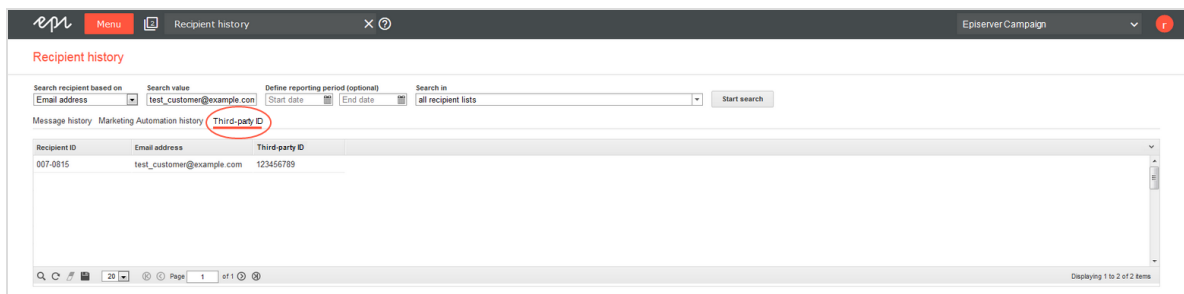 epi Menu 2 Recipient history Episerver Campaign r
Recipient history
Search recipient based on Search value Define reporting period (optional) Search in
Email address test_customer@example.con Start date End date all recipient lists Start search
Message history Marketing Automation history Third-party ID
Recipient ID Email address Third-party ID
007-0815 test_customer@example.com 123456789
20 Page 1 of 1 Displaying 1 to 2 of 2 items